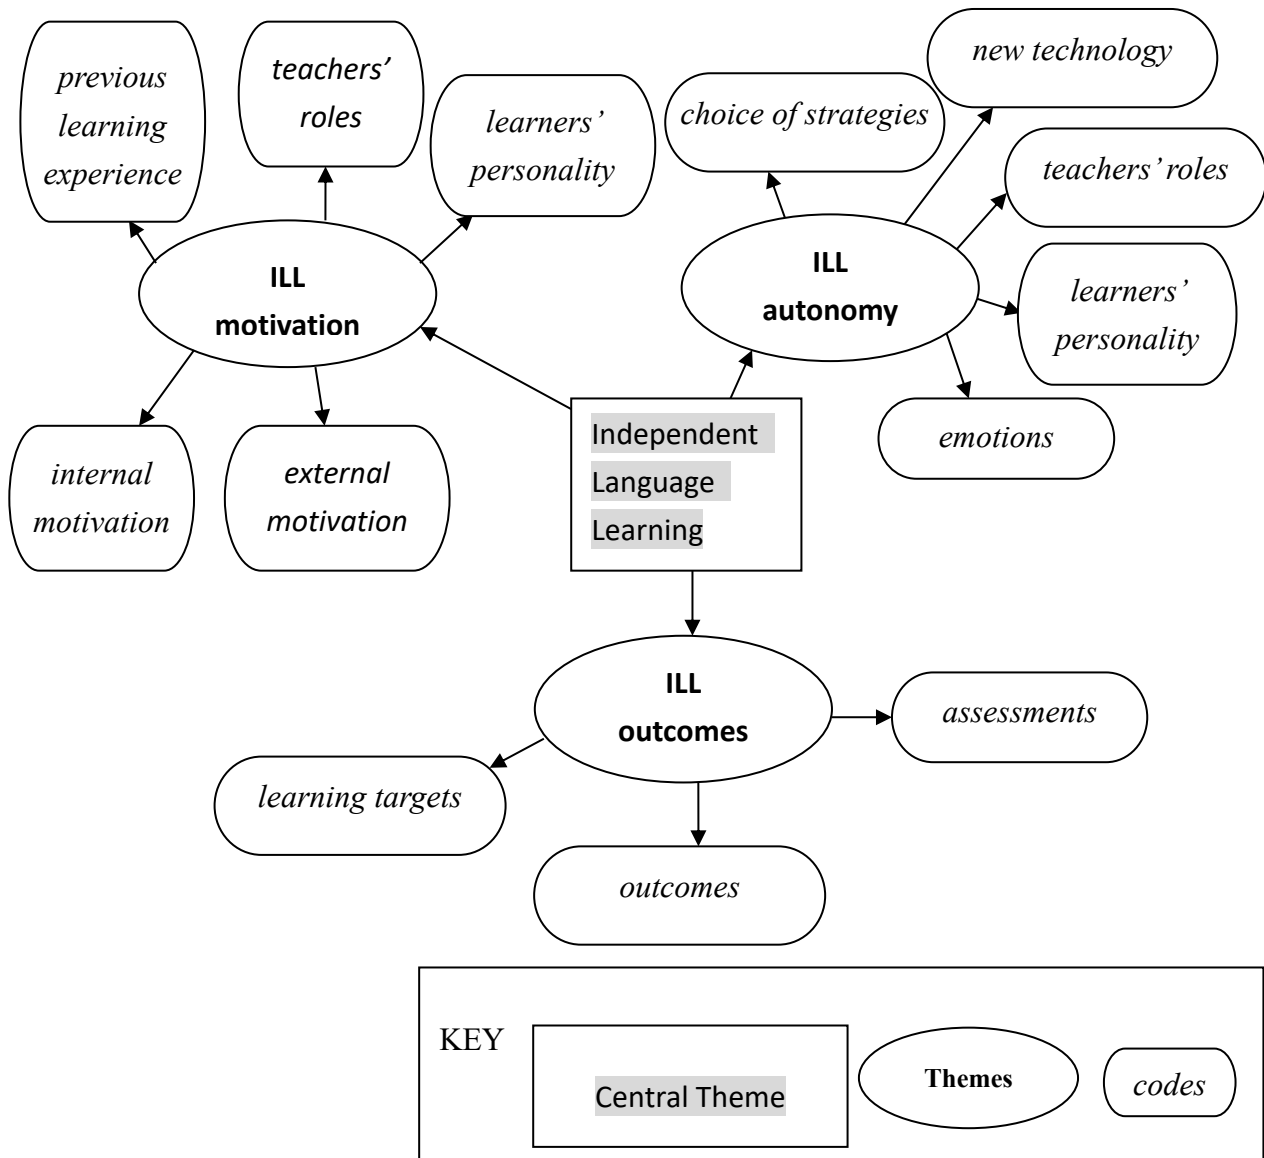 previous
learning
experience
teachers'
roles
learners'
personality
ILL
motivation
internal
motivation
external
motivation
new technology
choice of strategies
teachers' roles
learners'
personality
emotions
ILL
autonomy
Independent
Language
Learning
ILL
outcomes
assessments
learning targets
outcomes
KEY
Central Theme
Themes
codes